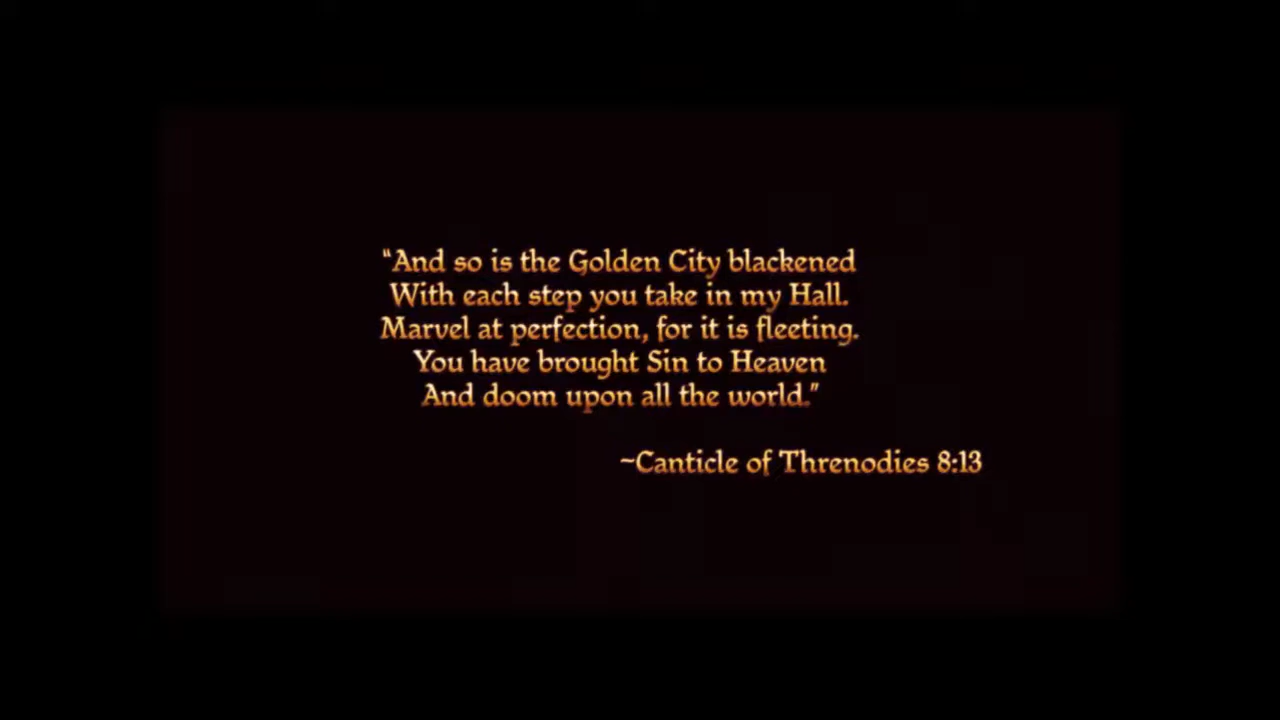 “And so is the Golden City blackened
With each step you take in my Hall.
Marvel at perfection, for it is fleeting.
You have brought Sin to Heaven
And doom upon all the world.”
~Canticle of Threnodies 8:13